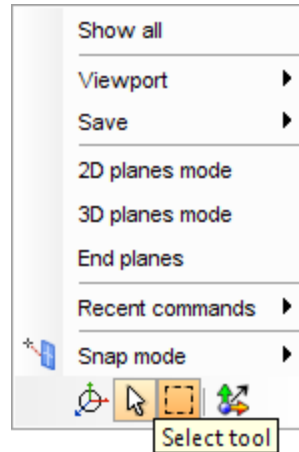 Show all
Viewport
Save
2D planes mode
3D planes mode
End planes
Recent commands
Snap mode
Select tool